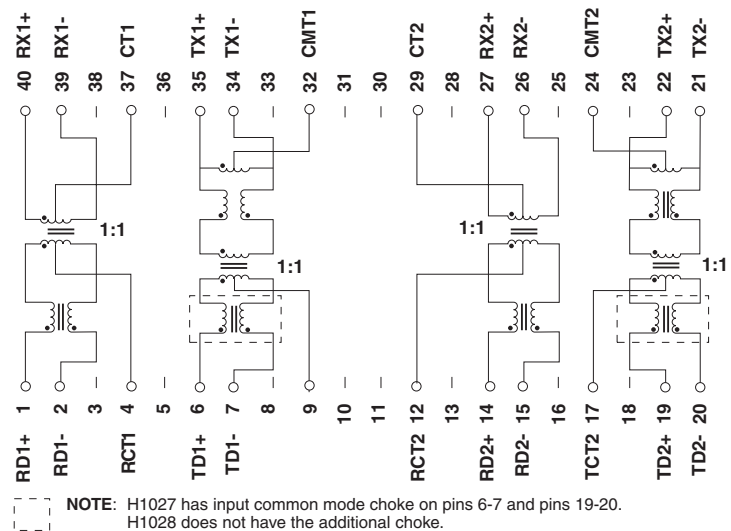 RX1+ RX1- CT1 TX1+ TX1- CMT1 CT2 RX2+ RX2- CMT2 TX2+ TX2-
40 39 38 37 36 35 34 33 32 31 30 29 28 27 26 25 24 23 22 21
1:1 1:1
1:1 1:1
1 2 3 4 5 6 7 8 9 10 11 12 13 14 15 16 17 18 19 20
RD1+ RD1- RCT1 TD1+ TD1- RCT2 RD2+ RD2- TCT2 TD2+ TD2-
NOTE: H1027 has input common mode choke on pins 6-7 and pins 19-20.
H1028 does not have the additional choke.